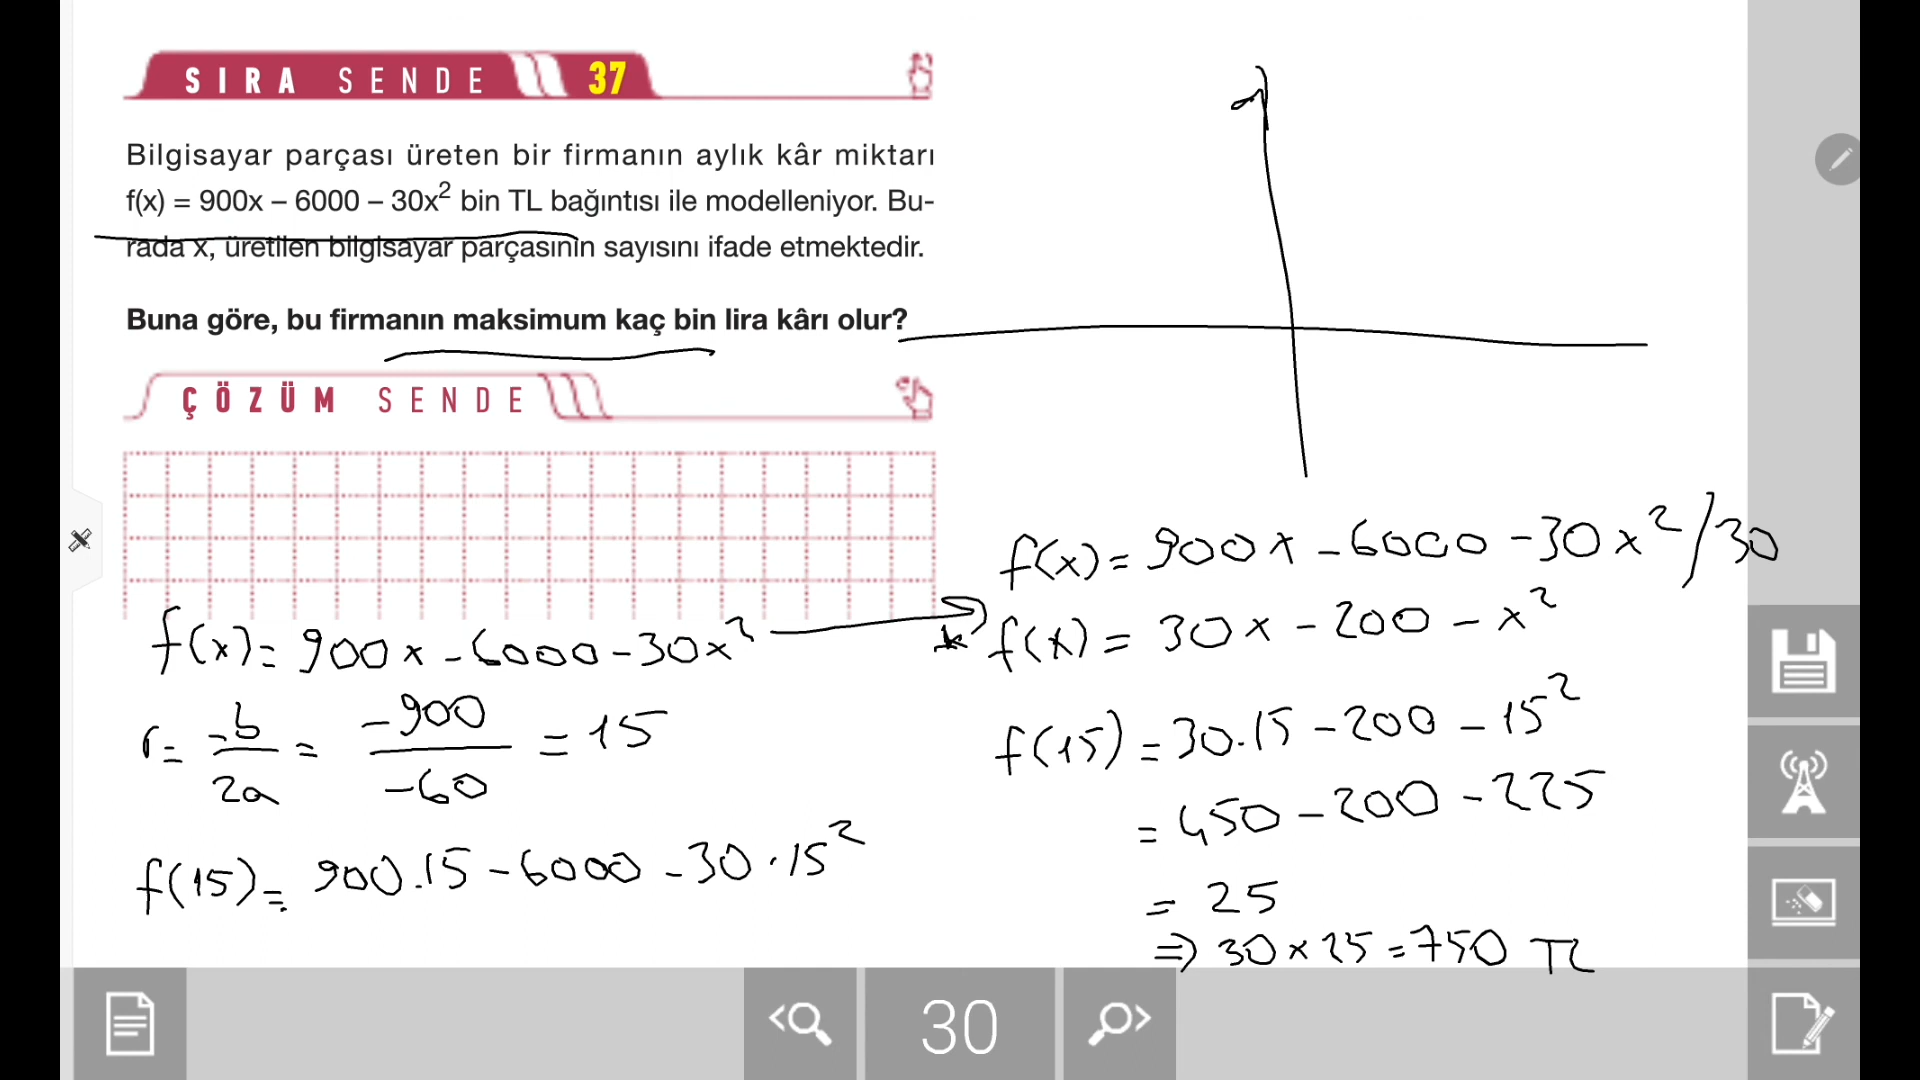 SIRA SENDE 37
Bilgisayar parçası üreten bir firmanın aylık kâr miktarı
f(x) = 900x – 6000 – 30x² bin TL bağıntısı ile modelleniyor. Bu-
rada x, üretilen bilgisayar parçasının sayısını ifade etmektedir.
Buna göre, bu firmanın maksimum kaç bin lira kârı olur?
ÇÖZÜM SENDE
f(x) = 900x - 6000 - 30x²
r = -b/2a = -900/-60 = 15
f(15) = 900.15 - 6000 - 30.15²
f(x) = 900x - 6000 - 30x² / 30
* f(x) = 30x - 200 - x²
f(15) = 30.15 - 200 - 15²
= 450 - 200 - 225
= 25
⇒ 30 x 25 = 750 TL
30